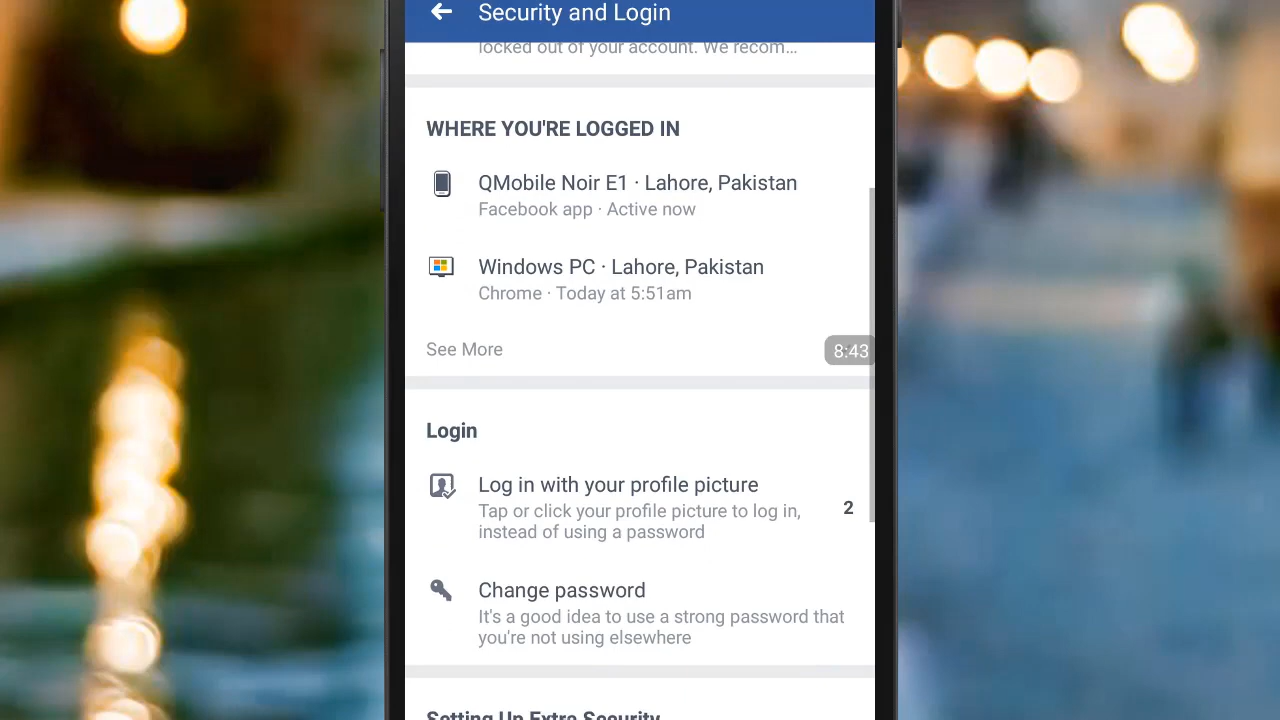 Security and Login
locked out of your account. We recom...
WHERE YOU'RE LOGGED IN
QMobile Noir E1 · Lahore, Pakistan
Facebook app · Active now
Windows PC · Lahore, Pakistan
Chrome · Today at 5:51am
See More
8:43
Login
Log in with your profile picture
Tap or click your profile picture to log in,
instead of using a password
2
Change password
It's a good idea to use a strong password that
you're not using elsewhere
Setting Up Extra Security